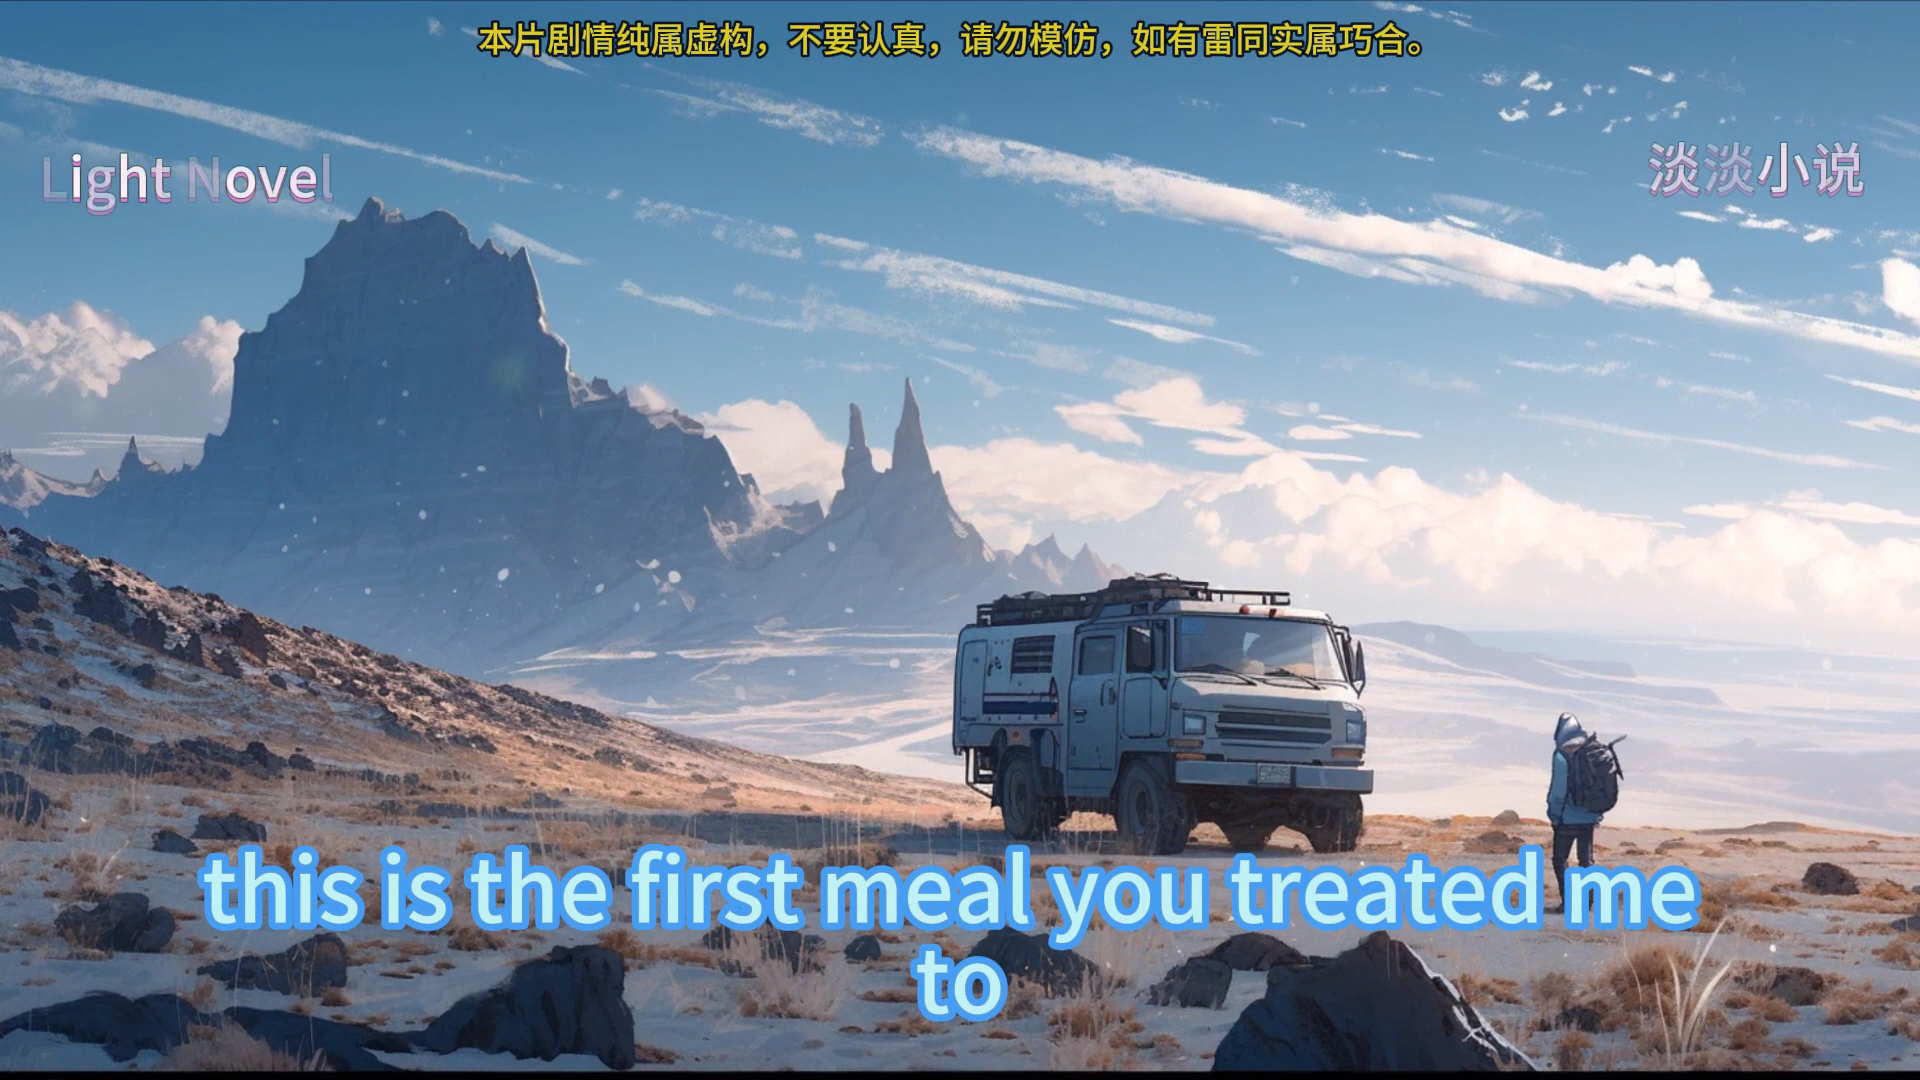 本片剧情纯属虚构，不要认真，请勿模仿，如有雷同实属巧合。
Light Novel
淡淡小说
this is the first meal you treated me
to